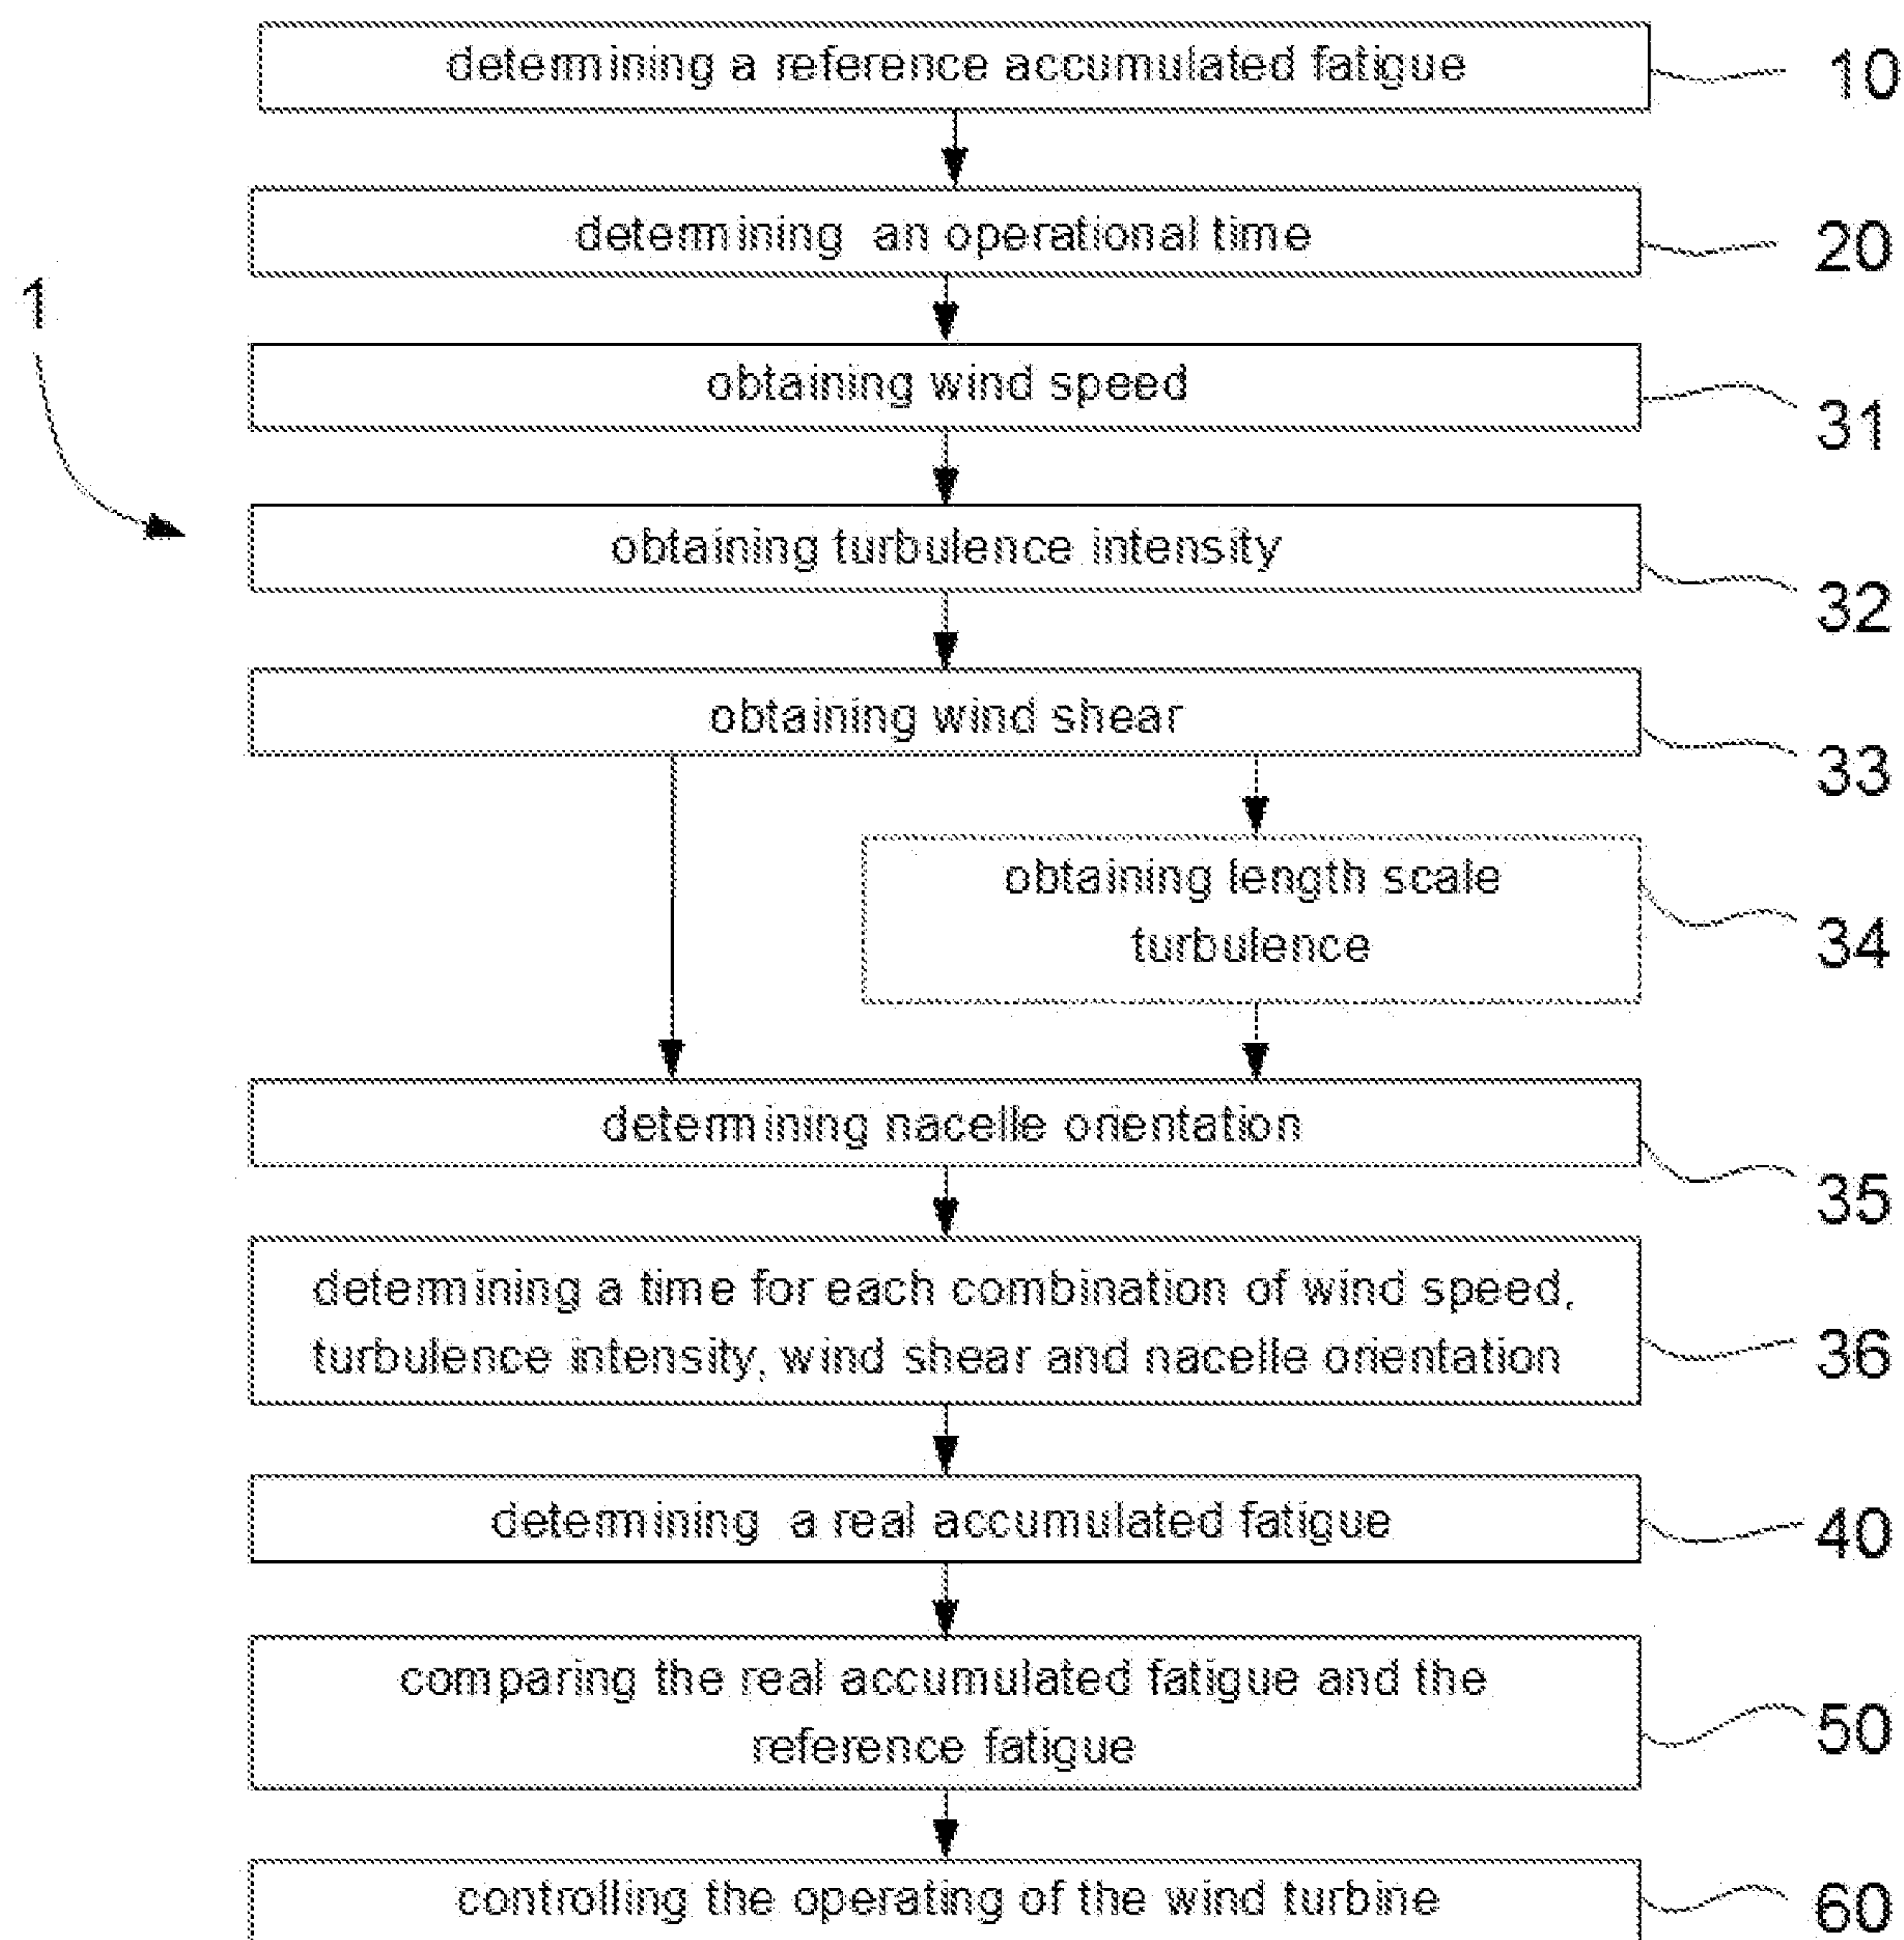 determining a reference accumulated fatigue
10
determining an operational time
20
1
obtaining wind speed
31
obtaining turbulence intensity
32
obtaining wind shear
33
obtaining length scale
turbulence
34
determining nacelle orientation
35
determining a time for each combination of wind speed,
turbulence intensity, wind shear and nacelle orientation
36
determining a real accumulated fatigue
40
comparing the real accumulated fatigue and the
reference fatigue
50
controlling the operating of the wind turbine
60